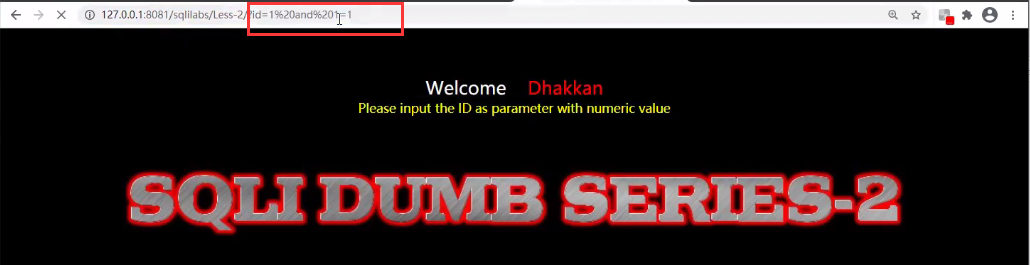 127.0.0.1:8081/sqlilabs/Less-2/?id=1%20and%201=1
Welcome Dhakkan
Please input the ID as parameter with numeric value
SQLI DUMB SERIES-2